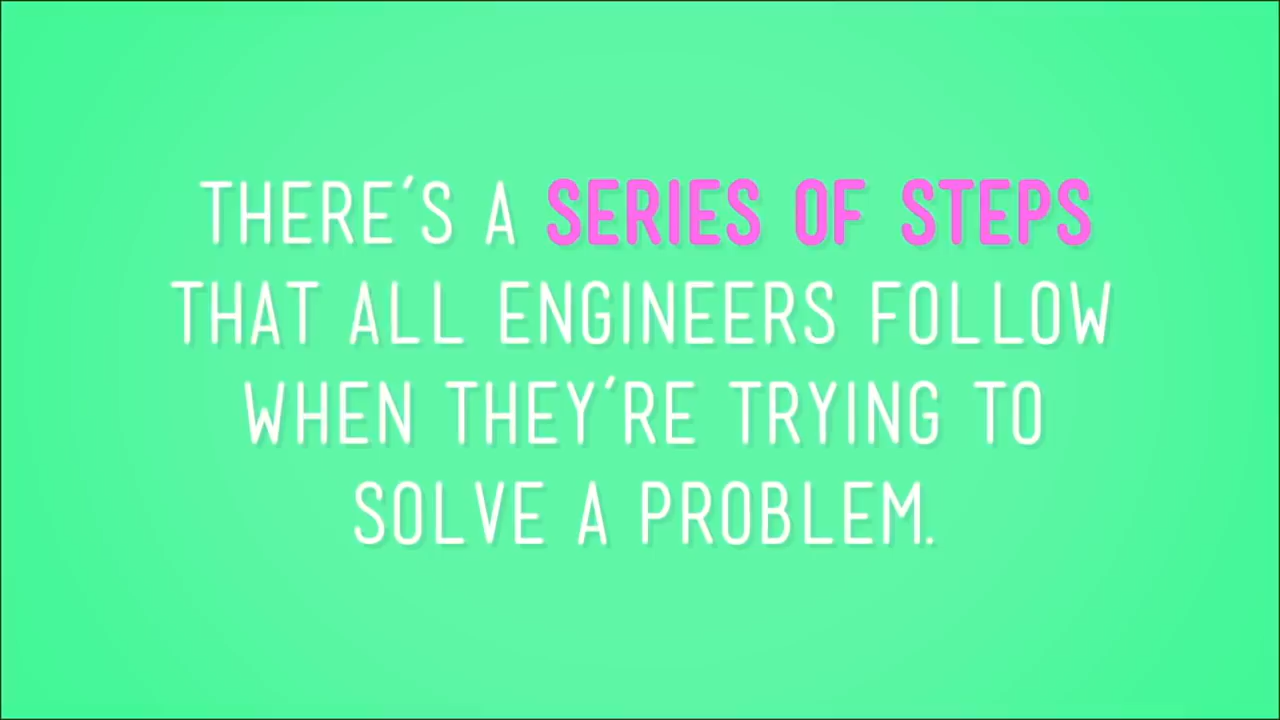 THERE'S A SERIES OF STEPS
THAT ALL ENGINEERS FOLLOW
WHEN THEY'RE TRYING TO
SOLVE A PROBLEM.